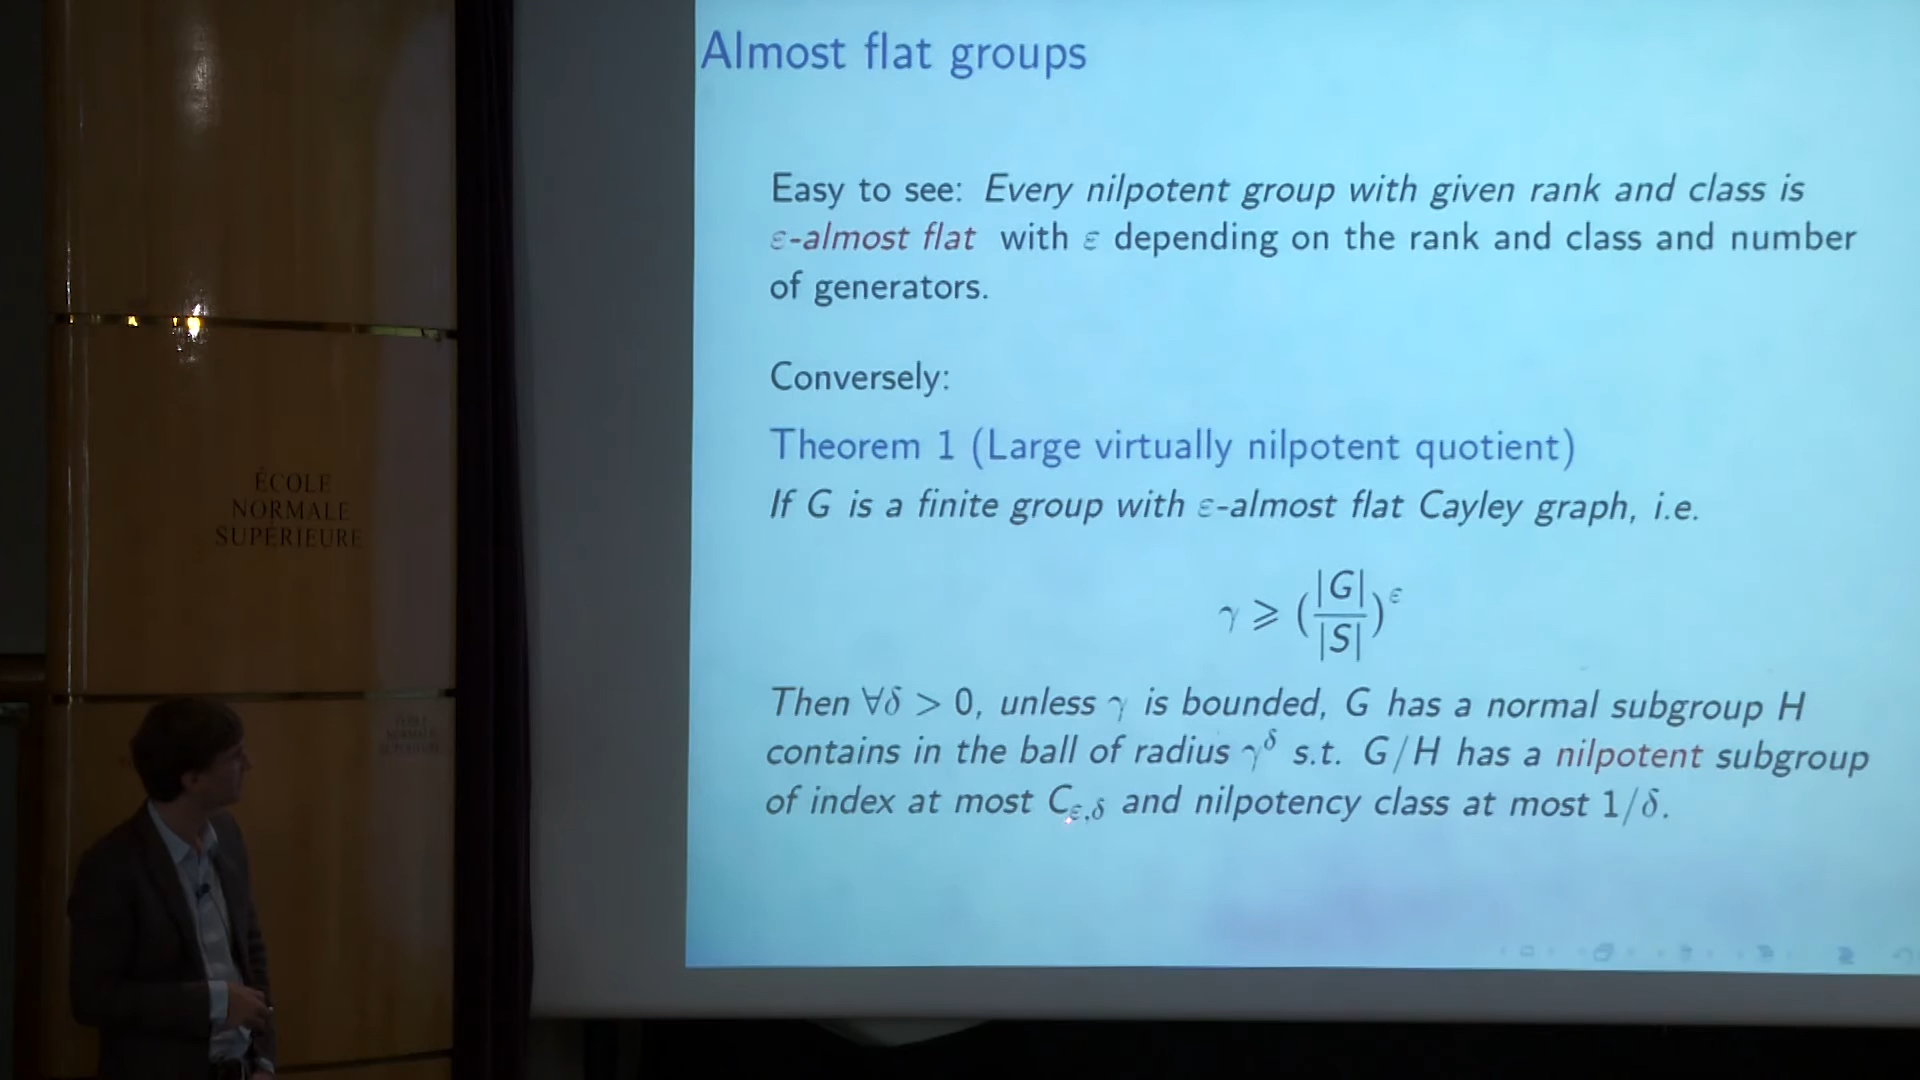 Almost flat groups
Easy to see: Every nilpotent group with given rank and class is
ε-almost flat with ε depending on the rank and class and number
of generators.
Conversely:
Theorem 1 (Large virtually nilpotent quotient)
If G is a finite group with ε-almost flat Cayley graph, i.e.
γ ⩾ (|G|/|S|)^ε
Then ∀δ > 0, unless γ is bounded, G has a normal subgroup H
contains in the ball of radius γ^δ s.t. G/H has a nilpotent subgroup
of index at most C_ε,δ and nilpotency class at most 1/δ.
ÉCOLE
NORMALE
SUPÉRIEURE